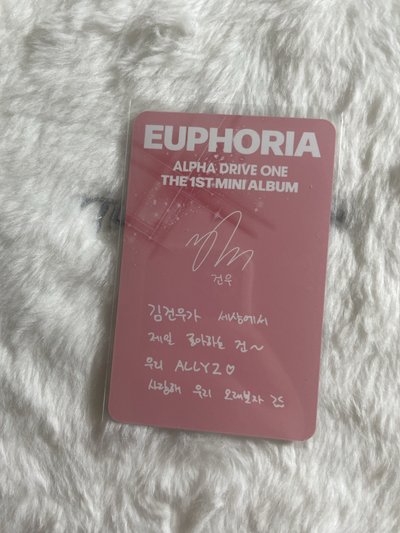 EUPHORIA
ALPHA DRIVE ONE
THE 1ST MINI ALBUM
건우
김건우가 세상에서
제일 좋아하는 건~
우리 ALLYZ♡
사랑해 우리 오래보자